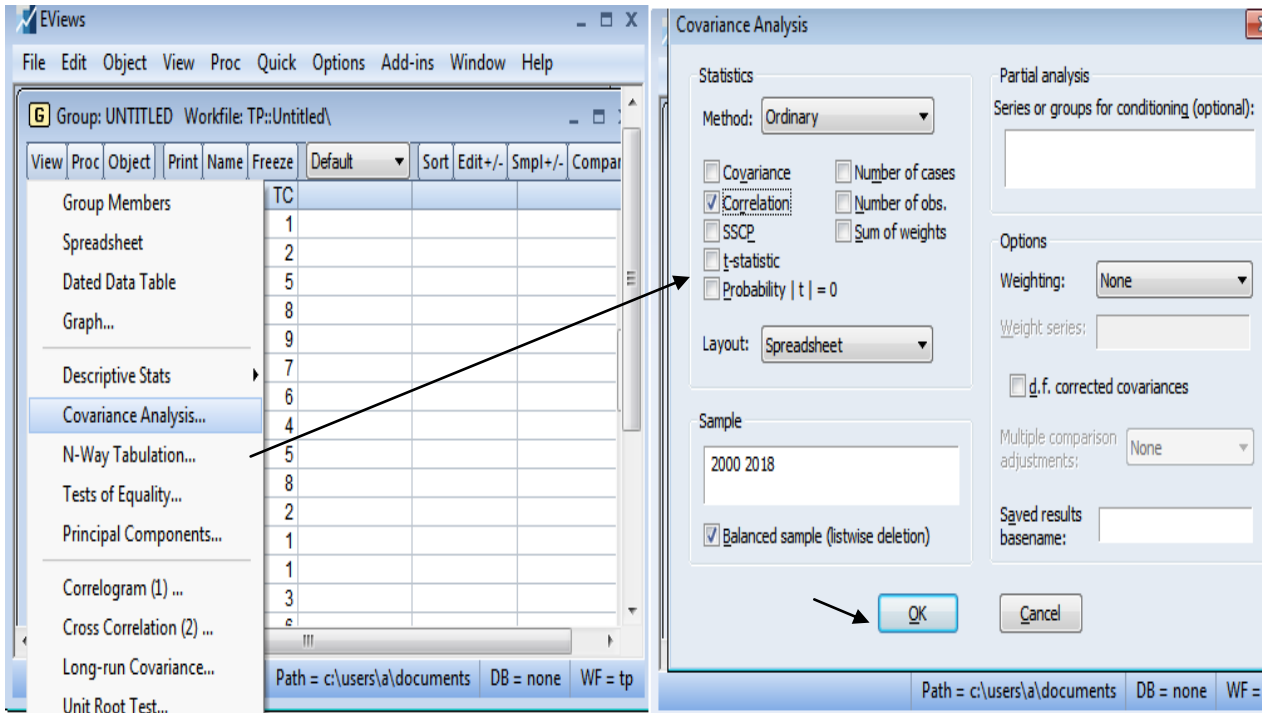 EViews
File Edit Object View Proc Quick Options Add-ins Window Help
G Group: UNTITLED Workfile: TP::Untitled\
View Proc Object Print Name Freeze Default Sort Edit+/- Smpl+/- Compar
Group Members
Spreadsheet
Dated Data Table
Graph...
Descriptive Stats
Covariance Analysis...
N-Way Tabulation...
Tests of Equality...
Principal Components...
Correlogram (1) ...
Cross Correlation (2) ...
Long-run Covariance...
Unit Root Test...
TC
1
2
5
8
9
7
6
4
5
8
2
1
1
3
Path = c:\users\a\documents DB = none WF = tp
Covariance Analysis
Statistics
Method: Ordinary
Covariance Number of cases
Correlation Number of obs.
SSCP Sum of weights
t-statistic
Probability | t | = 0
Layout: Spreadsheet
Sample
2000 2018
Balanced sample (listwise deletion)
Partial analysis
Series or groups for conditioning (optional):
Options
Weighting: None
Weight series:
d.f. corrected covariances
Multiple comparison
adjustments: None
Saved results
basename:
OK Cancel
Path = c:\users\a\documents DB = none WF =